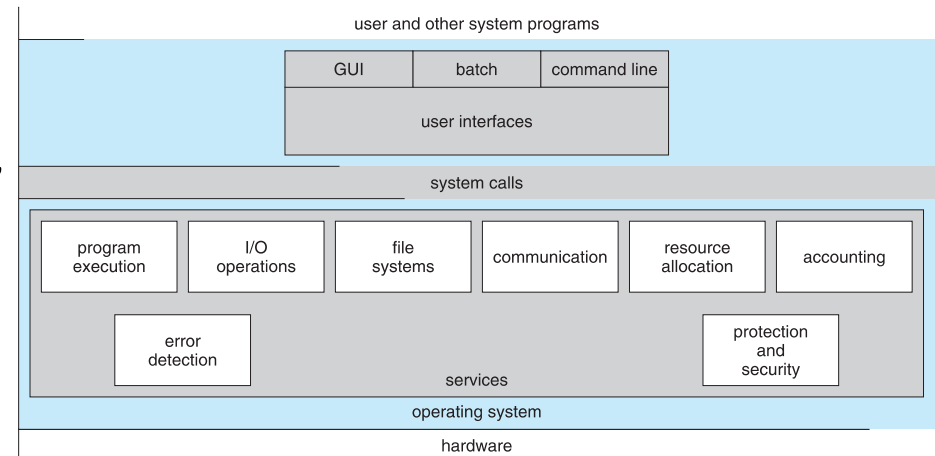 user and other system programs
GUI
batch
command line
user interfaces
system calls
program
execution
I/O
operations
file
systems
communication
resource
allocation
accounting
error
detection
protection
and
security
services
operating system
hardware